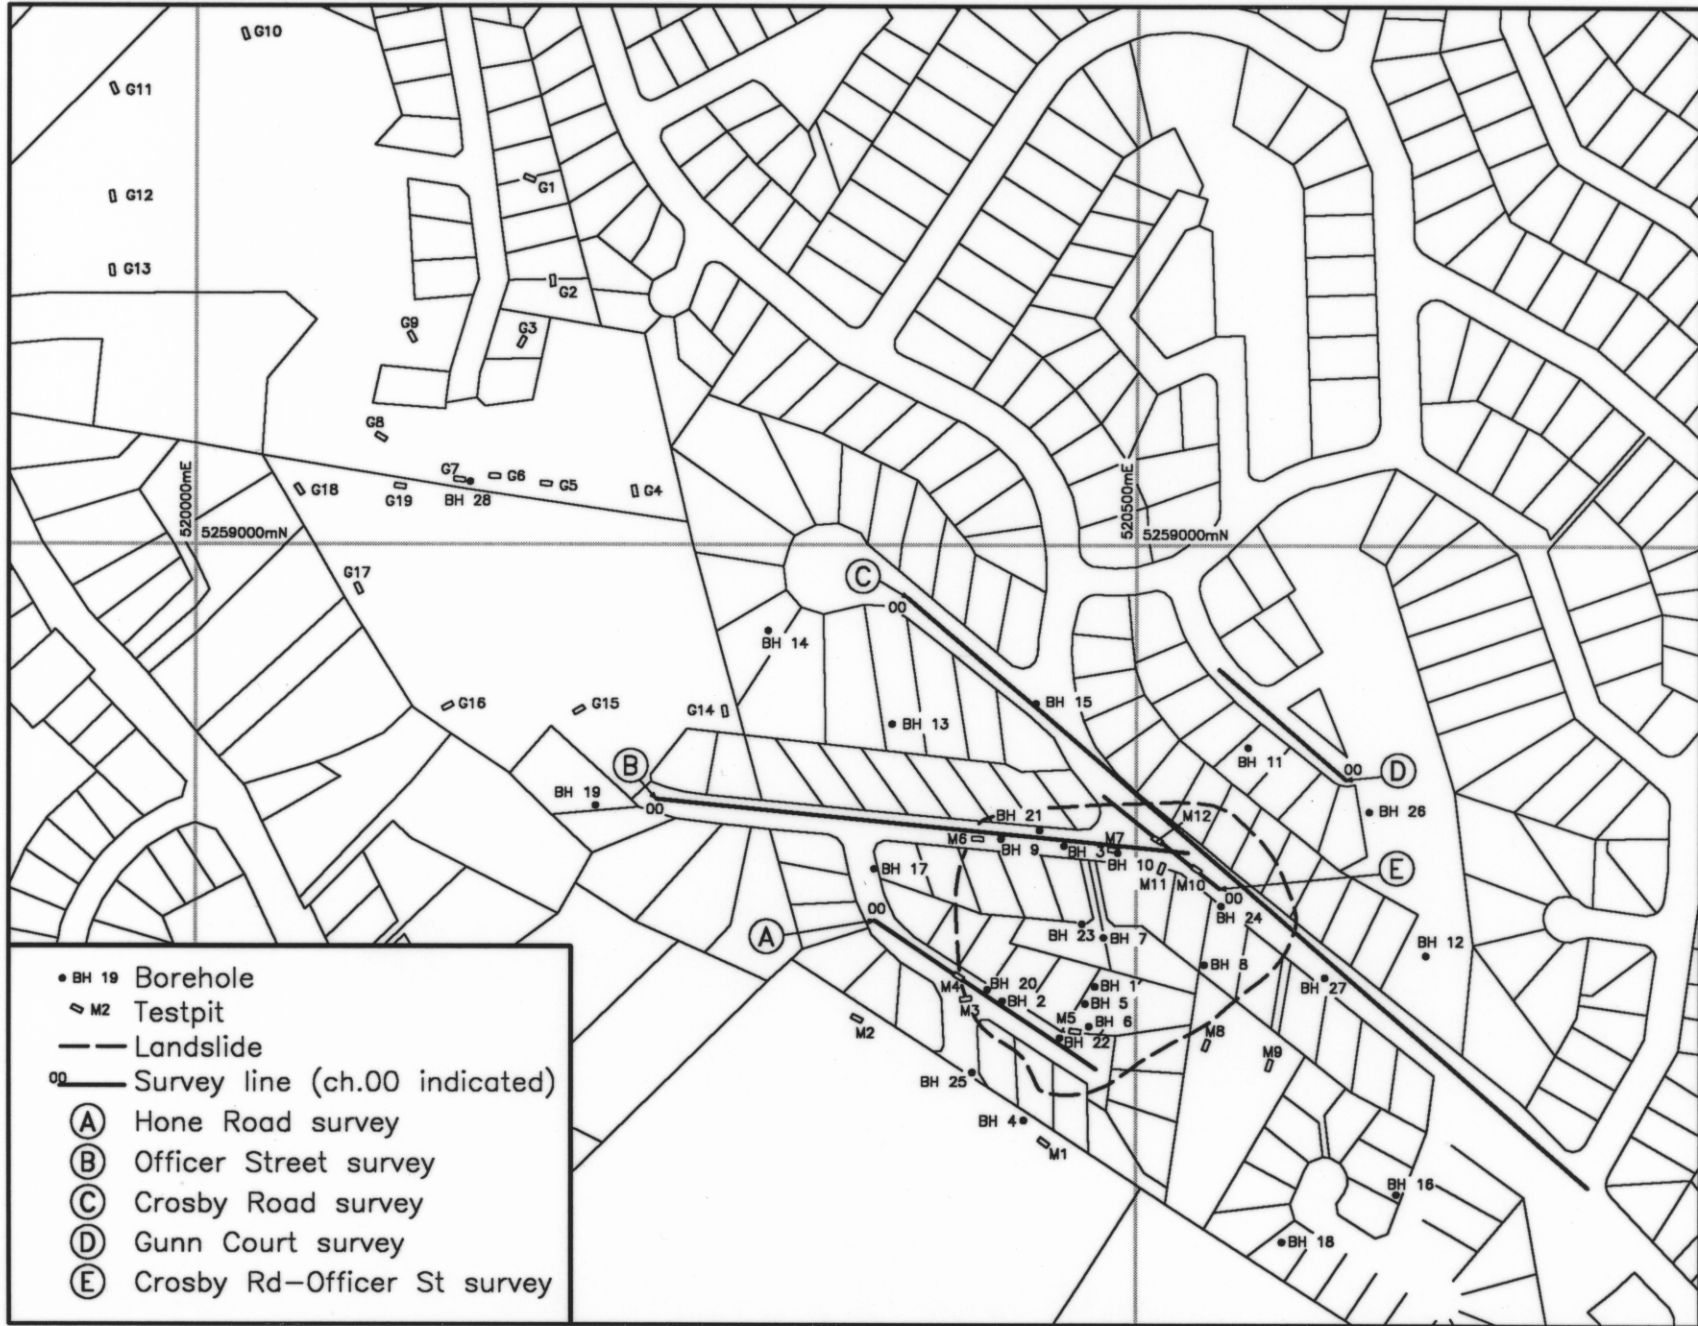 G10
G11
G1
G12
G13
G2
G9
G3
G8
G7
G6
G5
G4
G18
G19
BH 28
520000mE
5259000mN
520500mE
5259000mN
C
00
G17
BH 14
G16
G15
G14
BH 13
BH 15
B
BH 19
00
BH 11
00
D
BH 26
BH 21
M12
M6
BH 9
BH 3
M7
BH 10
M11
M10
E
BH 17
00
BH 24
00
A
BH 23
BH 7
BH 12
BH 8
BH 27
M4
BH 20
BH 1
M3
BH 2
BH 5
M5
BH 6
M2
BH 22
M8
M9
BH 25
BH 4
M1
BH 16
BH 18
BH 19 Borehole
M2 Testpit
Landslide
00 Survey line (ch.00 indicated)
A Hone Road survey
B Officer Street survey
C Crosby Road survey
D Gunn Court survey
E Crosby Rd-Officer St survey